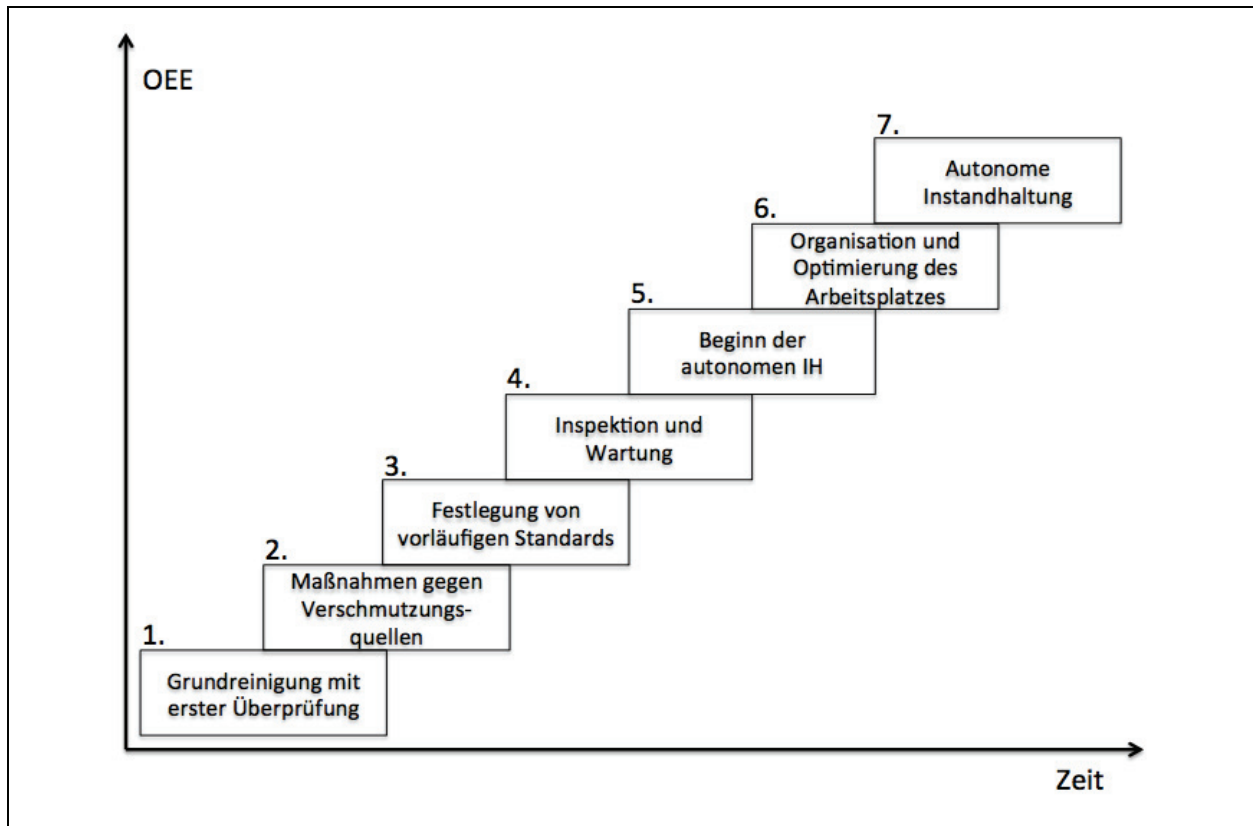 OEE
7.
Autonome
Instandhaltung
6.
Organisation und
Optimierung des
Arbeitsplatzes
5.
Beginn der
autonomen IH
4.
Inspektion und
Wartung
3.
Festlegung von
vorläufigen Standards
2.
Maßnahmen gegen
Verschmutzungs-
quellen
1.
Grundreinigung mit
erster Überprüfung
Zeit